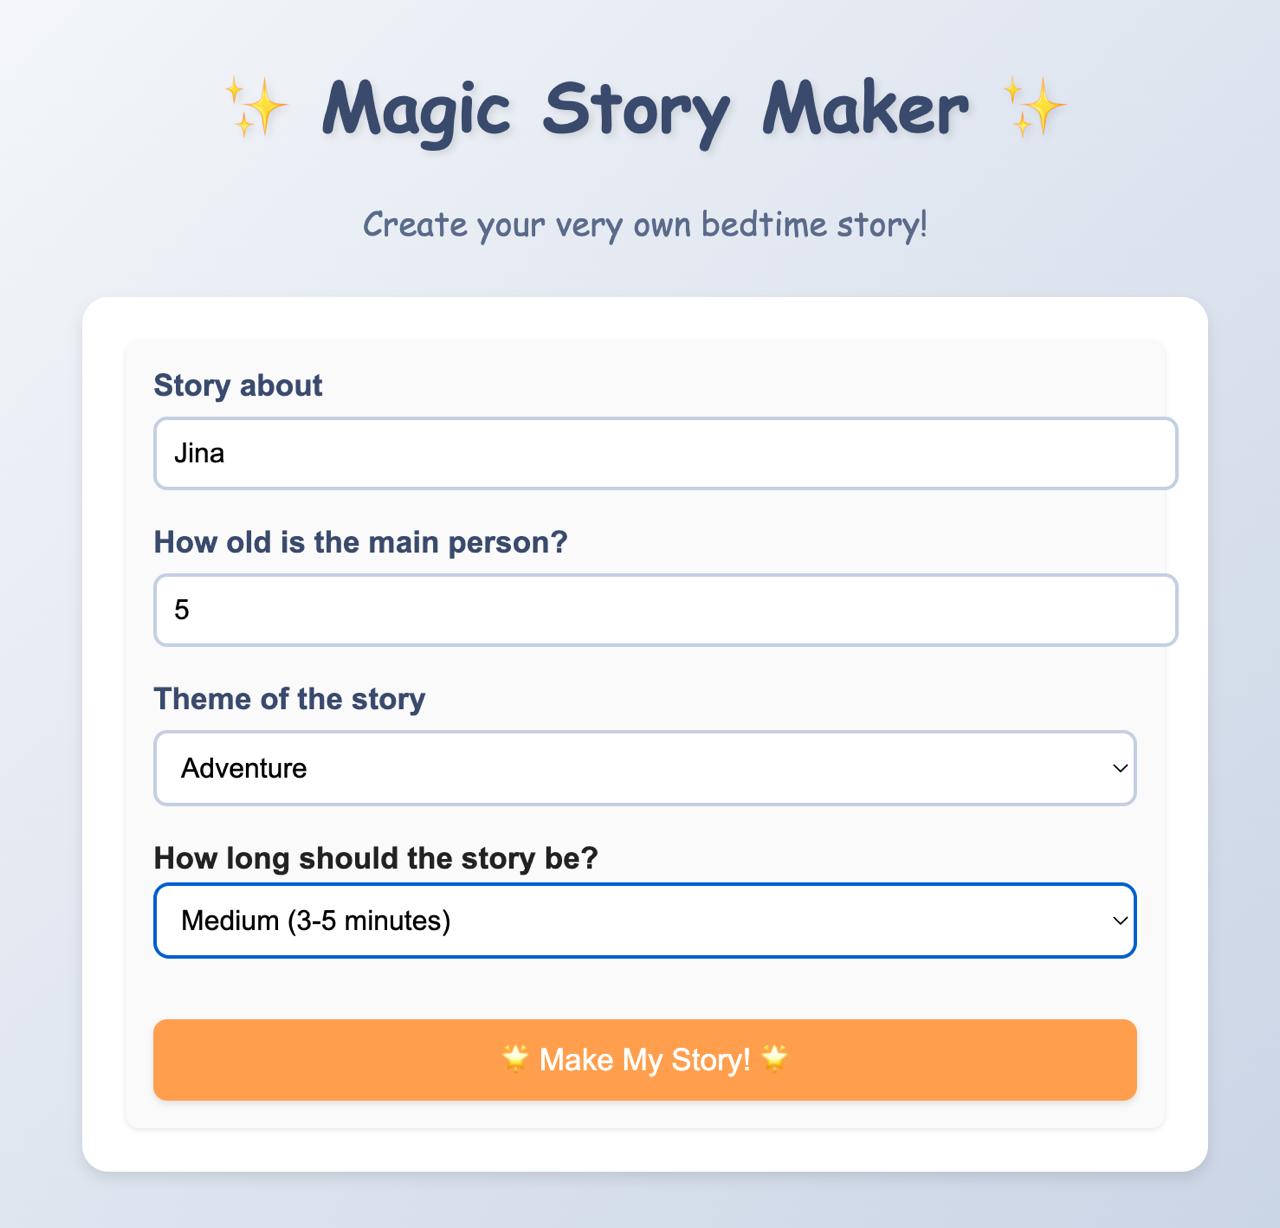 ✨ Magic Story Maker ✨
Create your very own bedtime story!
Story about
Jina
How old is the main person?
5
Theme of the story
Adventure
How long should the story be?
Medium (3-5 minutes)
🌟 Make My Story! 🌟